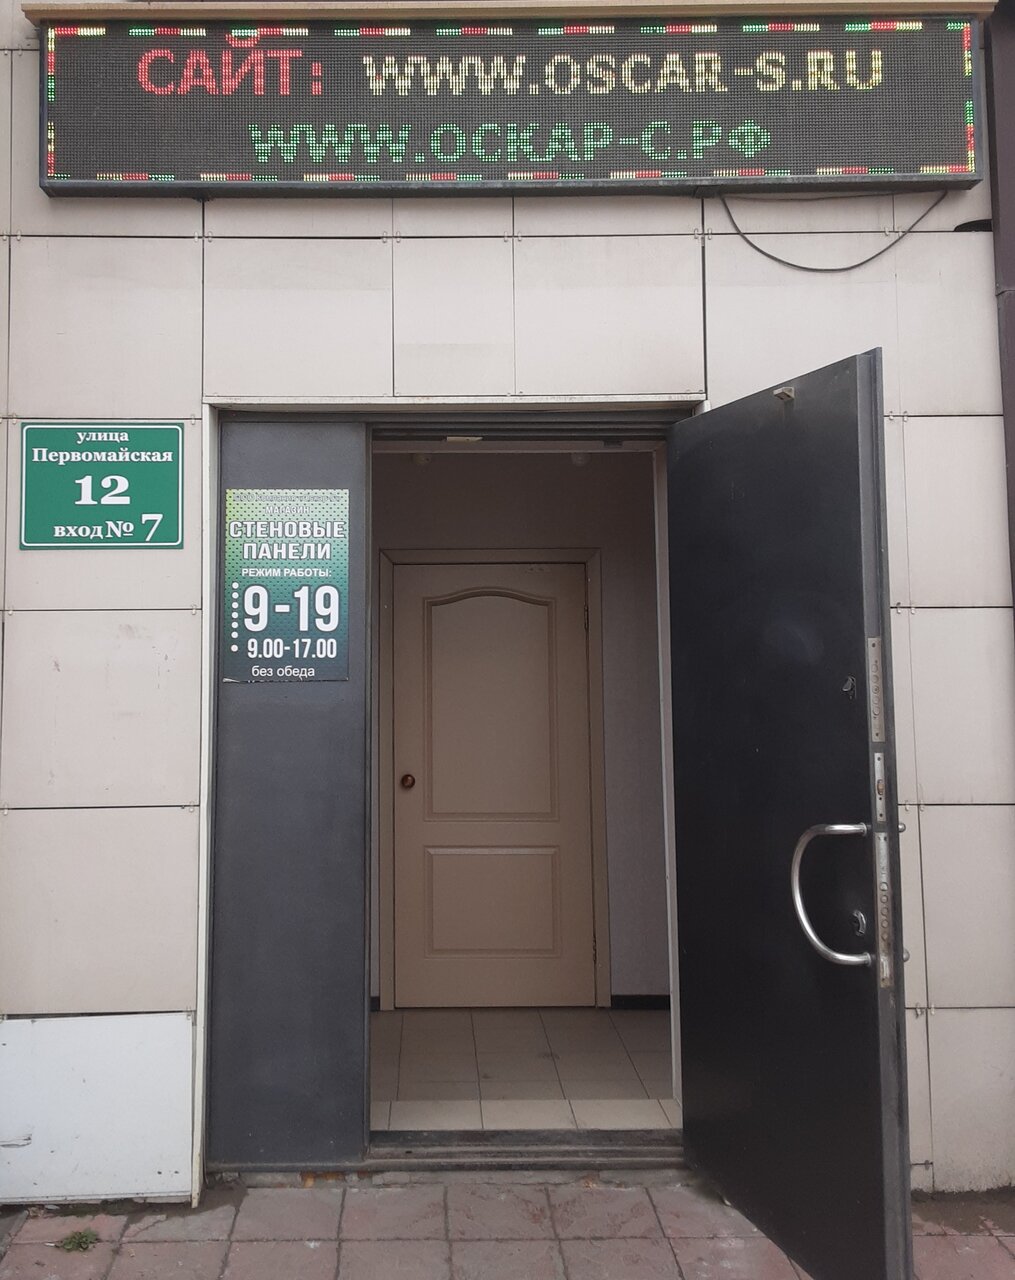 САЙТ: WWW.OSCAR-S.RU
WWW.ОСКАР-С.РФ
улица
Первомайская
12
вход № 7
МАГАЗИН
СТЕНОВЫЕ
ПАНЕЛИ
РЕЖИМ РАБОТЫ:
9-19
9.00-17.00
без обеда